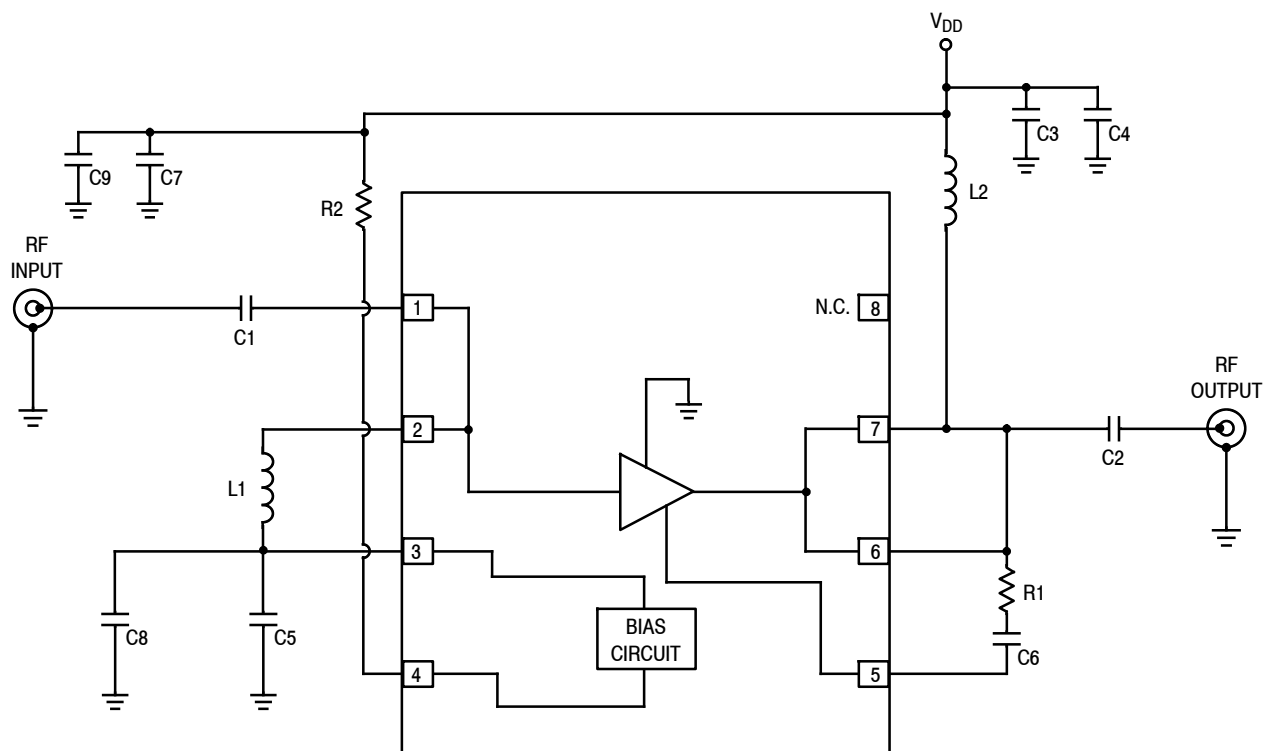 VDD
C3
C4
C9
C7
R2
L2
RF
INPUT
C1
1
N.C.
8
RF
OUTPUT
2
7
C2
L1
3
6
R1
C8
C5
BIAS
CIRCUIT
C6
4
5